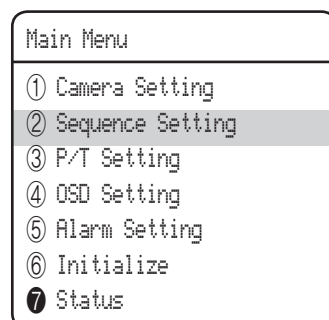 Main Menu
① Camera Setting
② Sequence Setting
③ P/T Setting
④ OSD Setting
⑤ Alarm Setting
⑥ Initialize
❼ Status